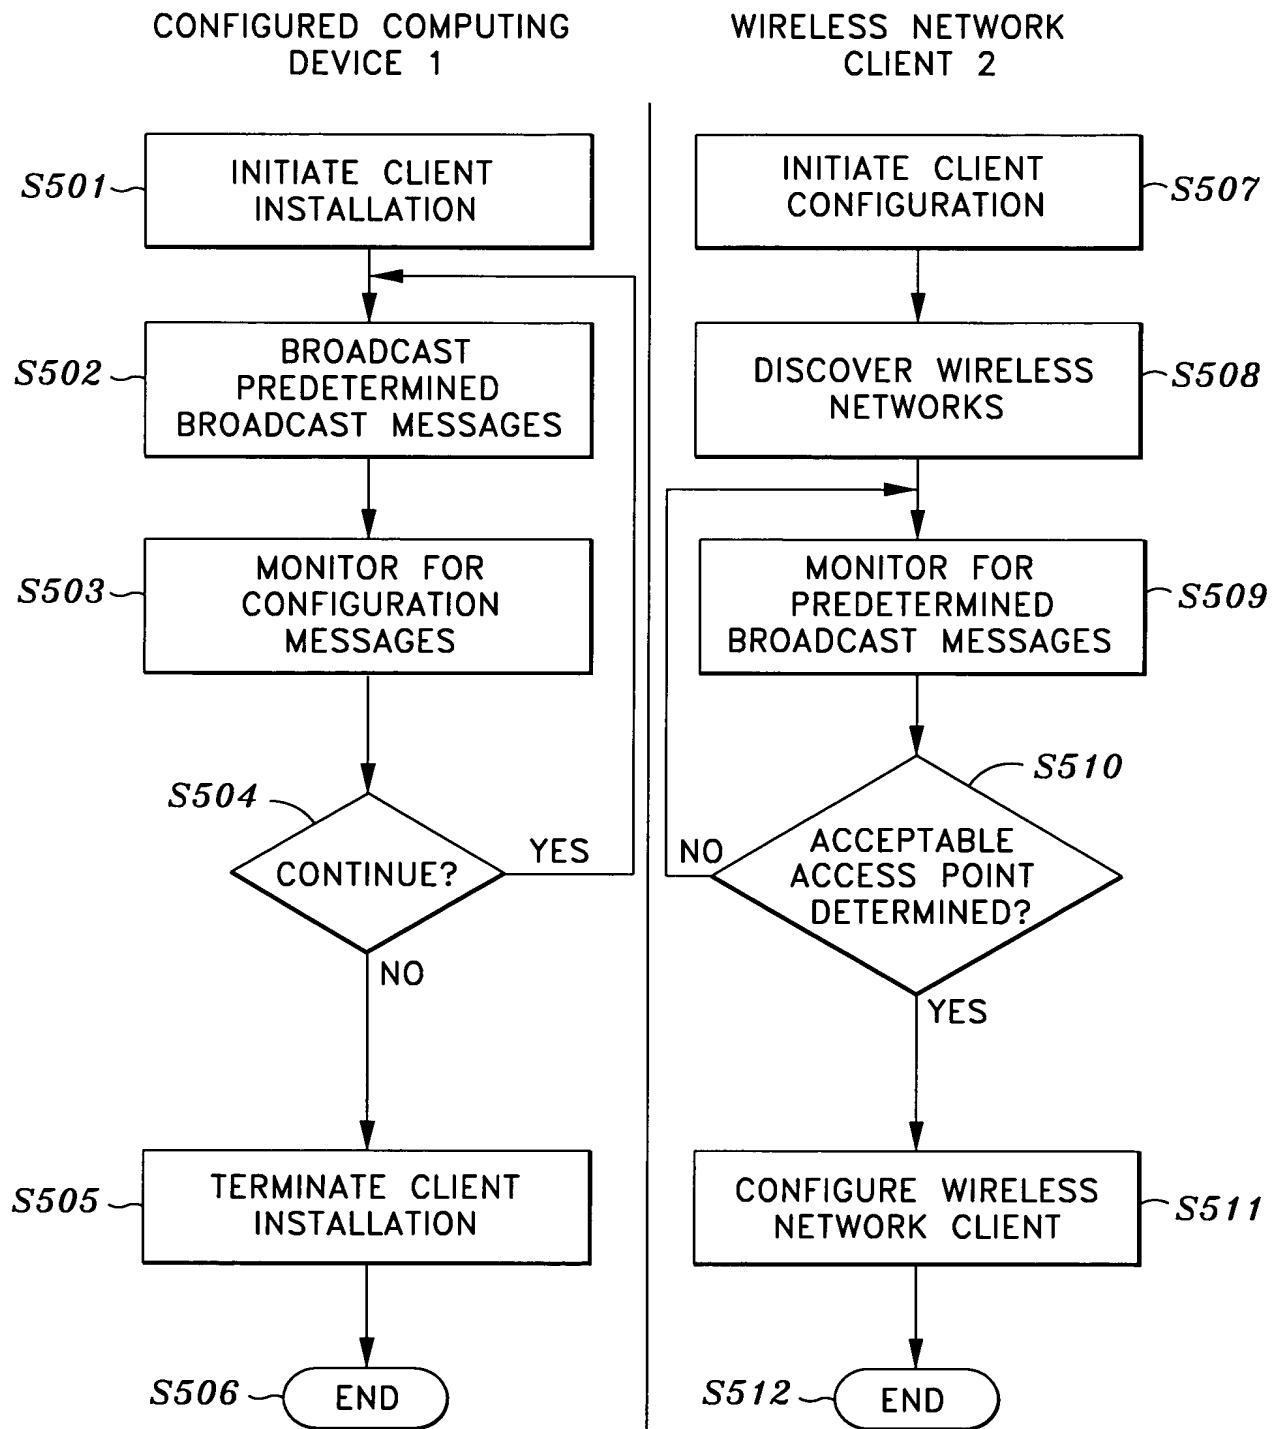 CONFIGURED COMPUTING
DEVICE 1
S501
INITIATE CLIENT
INSTALLATION
S502
BROADCAST
PREDETERMINED
BROADCAST MESSAGES
S503
MONITOR FOR
CONFIGURATION
MESSAGES
S504
CONTINUE?
YES
NO
S505
TERMINATE CLIENT
INSTALLATION
S506
END
WIRELESS NETWORK
CLIENT 2
INITIATE CLIENT
CONFIGURATION
S507
DISCOVER WIRELESS
NETWORKS
S508
MONITOR FOR
PREDETERMINED
BROADCAST MESSAGES
S509
S510
NO
ACCEPTABLE
ACCESS POINT
DETERMINED?
YES
CONFIGURE WIRELESS
NETWORK CLIENT
S511
S512
END